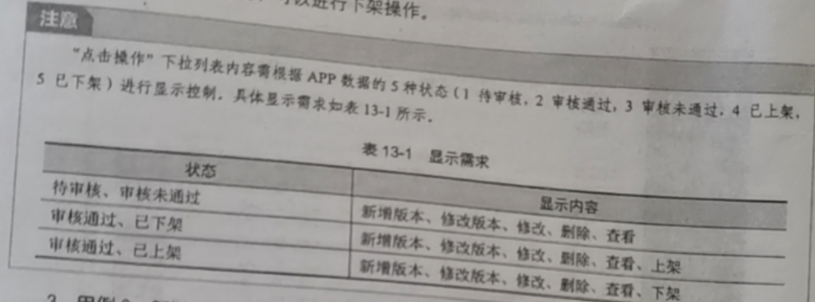 可以进行下架操作。
注意
“点击操作”下拉列表内容需根据 APP 数据的 5 种状态（1 待审核，2 审核通过，3 审核未通过，4 已上架，
5 已下架）进行显示控制。具体显示需求如表 13-1 所示。
表 13-1 显示需求
状态 显示内容
待审核、审核未通过 新增版本、修改版本、修改、删除、查看
审核通过、已下架 新增版本、修改版本、修改、删除、查看、上架
审核通过、已上架 新增版本、修改版本、修改、删除、查看、下架